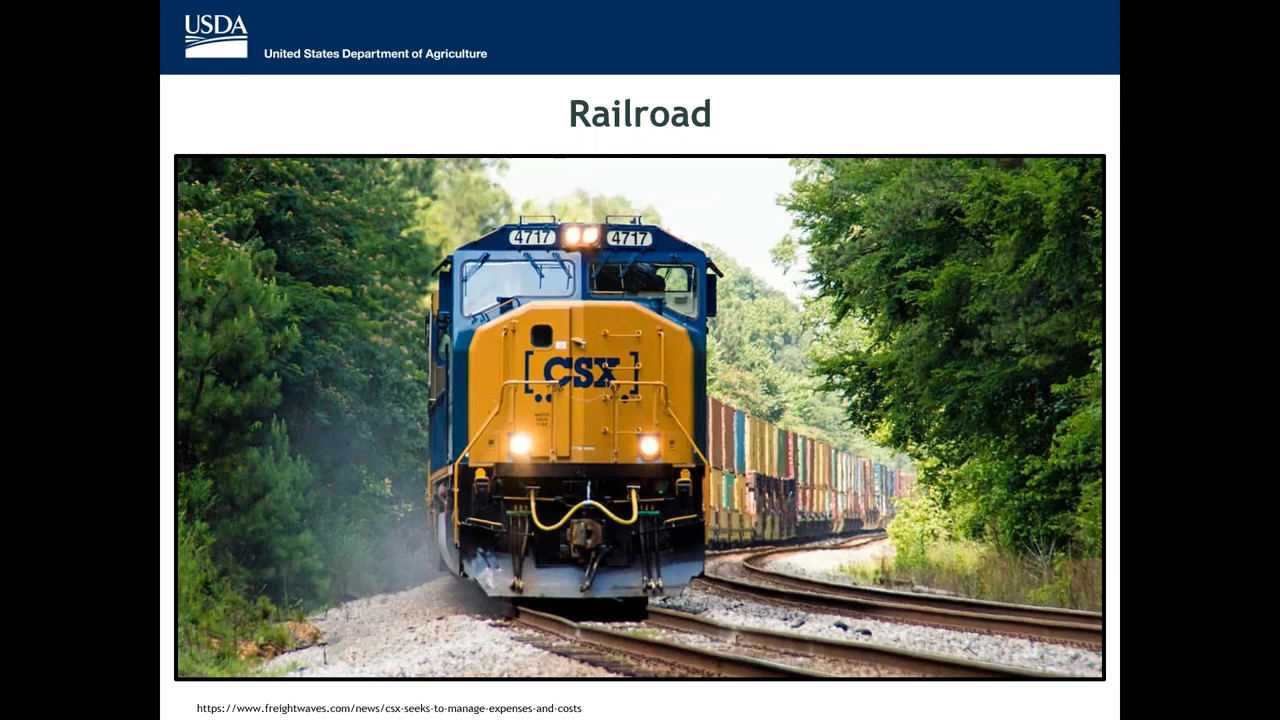 USDA
United States Department of Agriculture
Railroad
4717 4717
[CSX]
https://www.freightwaves.com/news/csx-seeks-to-manage-expenses-and-costs